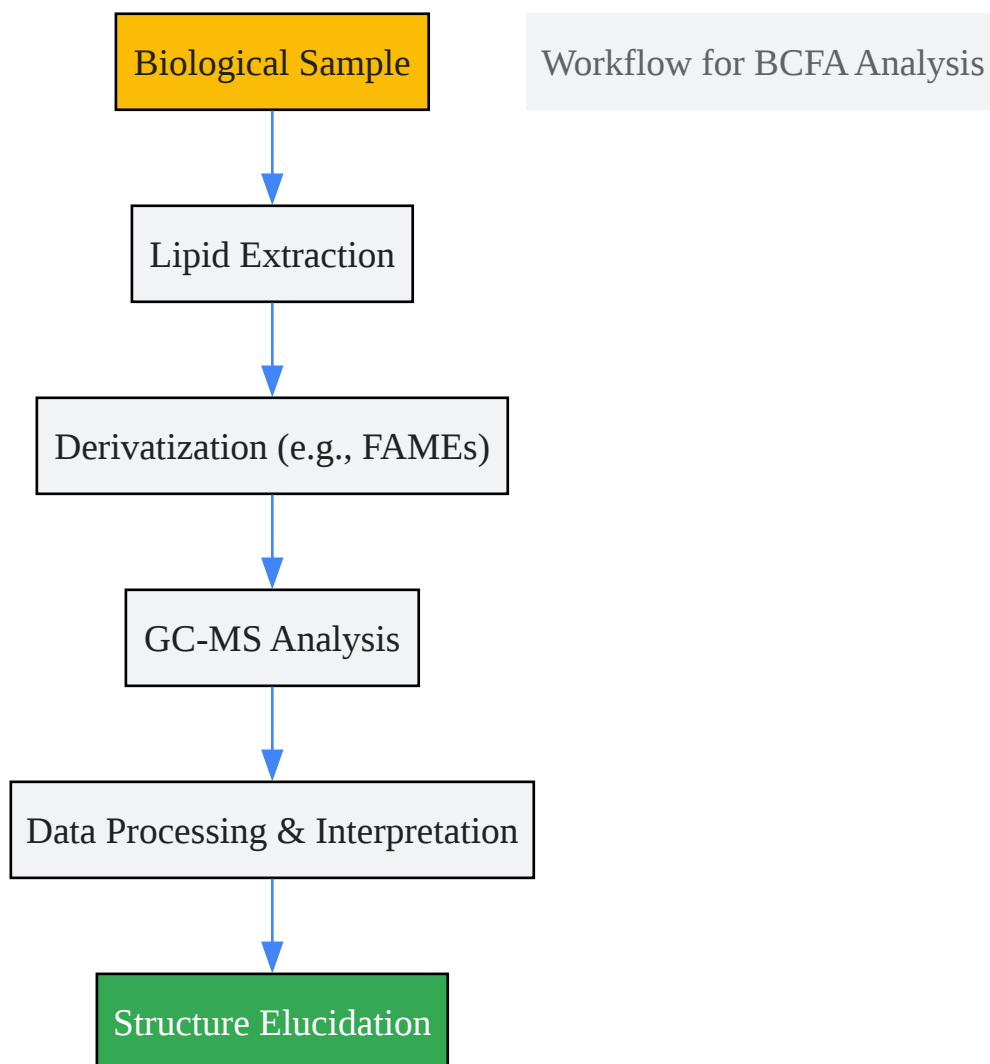 Biological Sample
Workflow for BCFA Analysis
Lipid Extraction
Derivatization (e.g., FAMEs)
GC-MS Analysis
Data Processing & Interpretation
Structure Elucidation